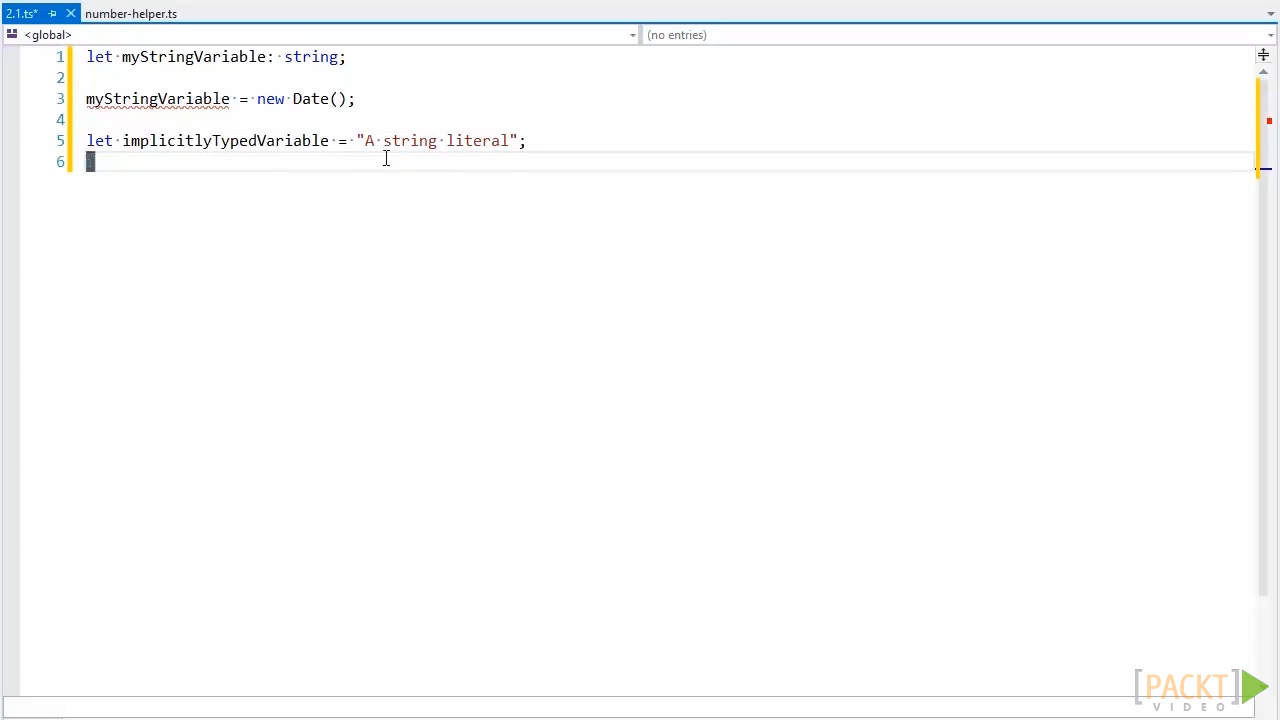 2.1.ts*
number-helper.ts
<global>
(no entries)
1 let myStringVariable: string;
2
3 myStringVariable = new Date();
4
5 let implicitlyTypedVariable = "A string literal";
6
[PACKT]
VIDEO